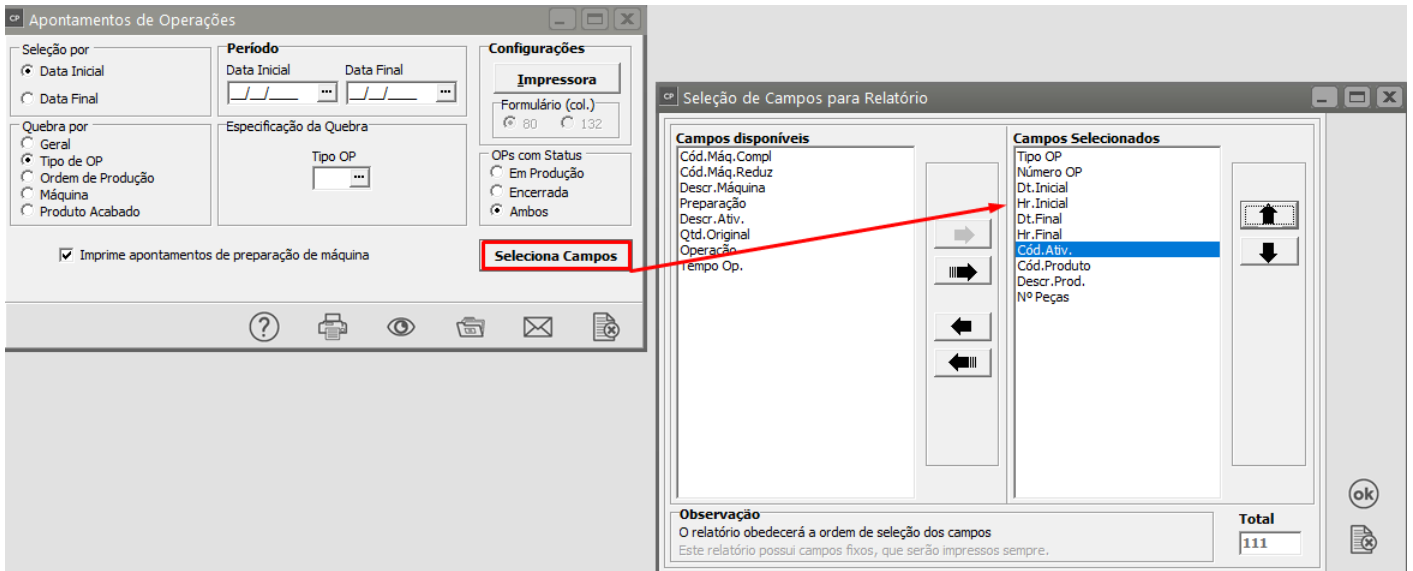 CP Apontamentos de Operações
Seleção por
Data Inicial
Data Final
Período
Data Inicial Data Final
__/__/____ ... __/__/____ ...
Configurações
Impressora
Formulário (col.)
80 132
Quebra por
Geral
Tipo de OP
Ordem de Produção
Máquina
Produto Acabado
Especificação da Quebra
Tipo OP
...
OPs com Status
Em Produção
Encerrada
Ambos
Imprime apontamentos de preparação de máquina
Seleciona Campos
?
CP Seleção de Campos para Relatório
Campos disponíveis
Cód.Máq.Compl
Cód.Máq.Reduz
Descr.Máquina
Preparação
Descr.Ativ.
Qtd.Original
Operação
Tempo Op.
Campos Selecionados
Tipo OP
Número OP
Dt.Inicial
Hr.Inicial
Dt.Final
Hr.Final
Cód.Ativ.
Cód.Produto
Descr.Prod.
Nº Peças
Observação
O relatório obedecerá a ordem de seleção dos campos
Este relatório possui campos fixos, que serão impressos sempre.
Total
111
ok